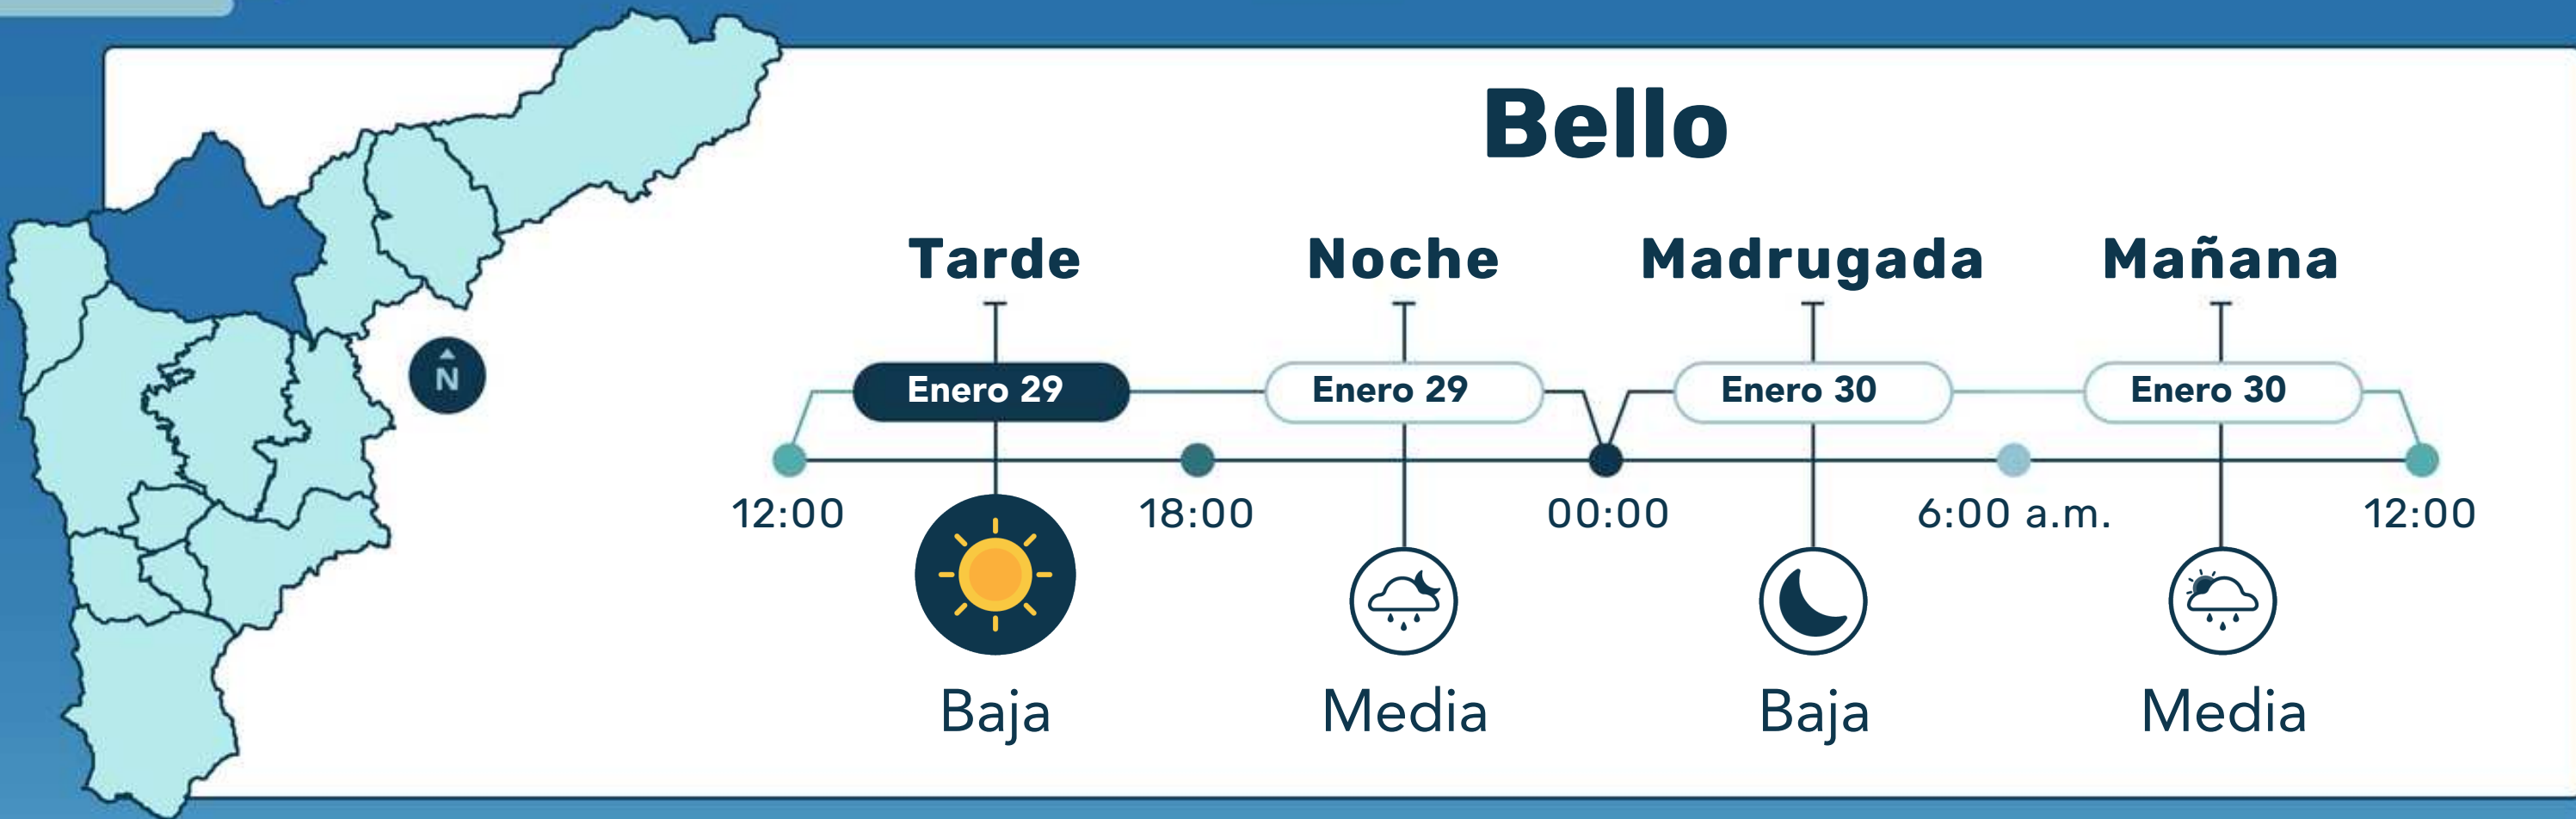 Bello
Tarde Noche Madrugada Mañana
Enero 29 Enero 29 Enero 30 Enero 30
N
12:00 18:00 00:00 6:00 a.m. 12:00
Baja Media Baja Media